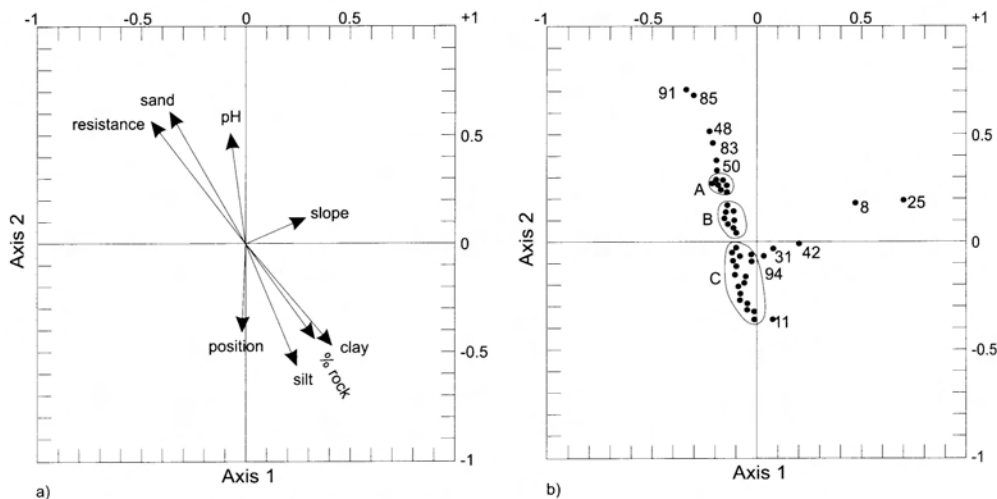 -1
-0.5
0
0.5
+1
sand
resistance
pH
0.5
slope
0
Axis 2
position
clay
% rock
silt
-0.5
-1
Axis 1
a)
-1
-0.5
0
0.5
+1
91
85
48
83
50
0.5
A
B
8
25
0
42
31
94
C
11
-0.5
-1
Axis 2
Axis 1
b)